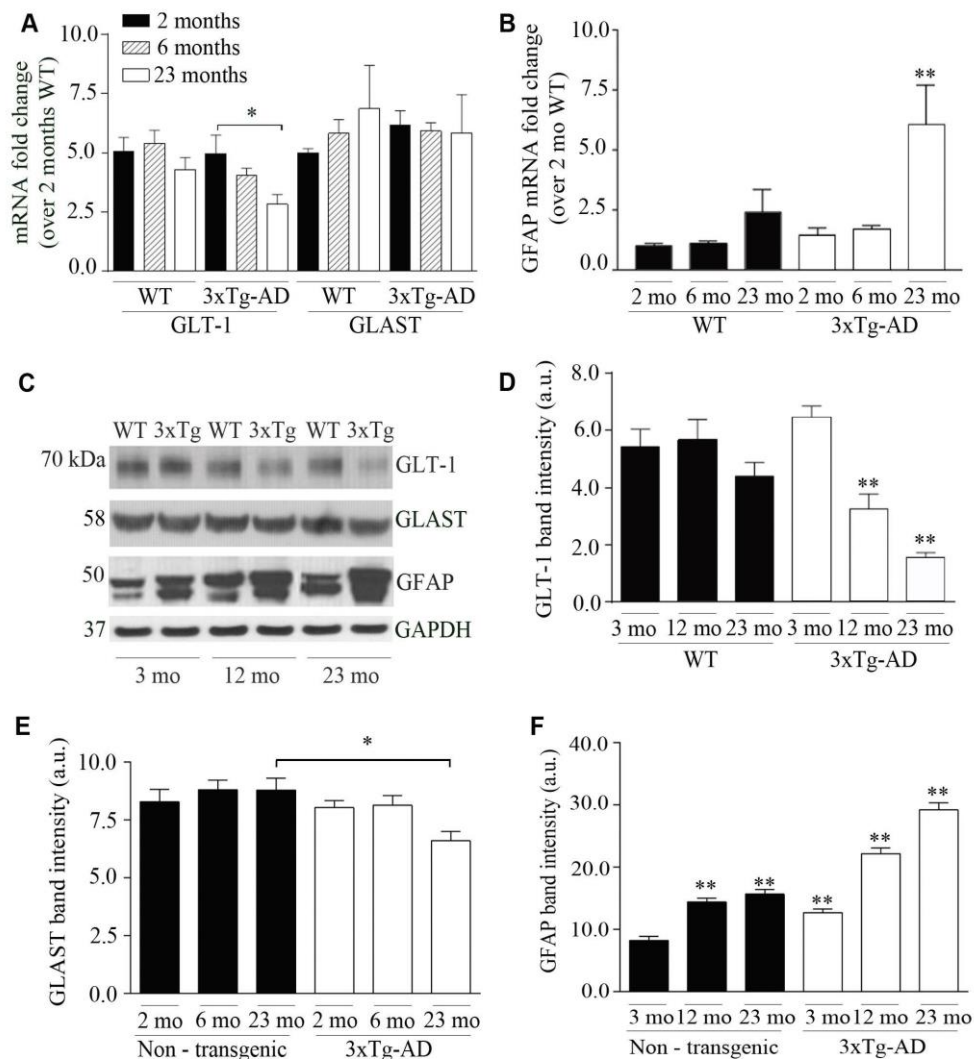 A
2 months
6 months
23 months
mRNA fold change
(over 2 months WT)
10.0
7.5
5.0
2.5
0.0
*
WT
3xTg-AD
WT
3xTg-AD
GLT-1
GLAST
B
GFAP mRNA fold change
(over 2 mo WT)
10.0
7.5
5.0
2.5
0.0
**
2 mo
6 mo
23 mo
2 mo
6 mo
23 mo
WT
3xTg-AD
C
WT 3xTg WT 3xTg WT 3xTg
70 kDa
GLT-1
58
GLAST
50
GFAP
37
GAPDH
3 mo
12 mo
23 mo
D
GLT-1 band intensity (a.u.)
8.0
6.0
4.0
2.0
0.0
**
**
3 mo
12 mo
23 mo
3 mo
12 mo
23 mo
WT
3xTg-AD
E
GLAST band intensity (a.u.)
10.0
7.5
5.0
2.5
0.0
*
2 mo
6 mo
23 mo
2 mo
6 mo
23 mo
Non - transgenic
3xTg-AD
F
GFAP band intensity (a.u.)
40.0
30.0
20.0
10.0
0.0
**
**
**
**
**
3 mo
12 mo
23 mo
3 mo
12 mo
23 mo
Non - transgenic
3xTg-AD